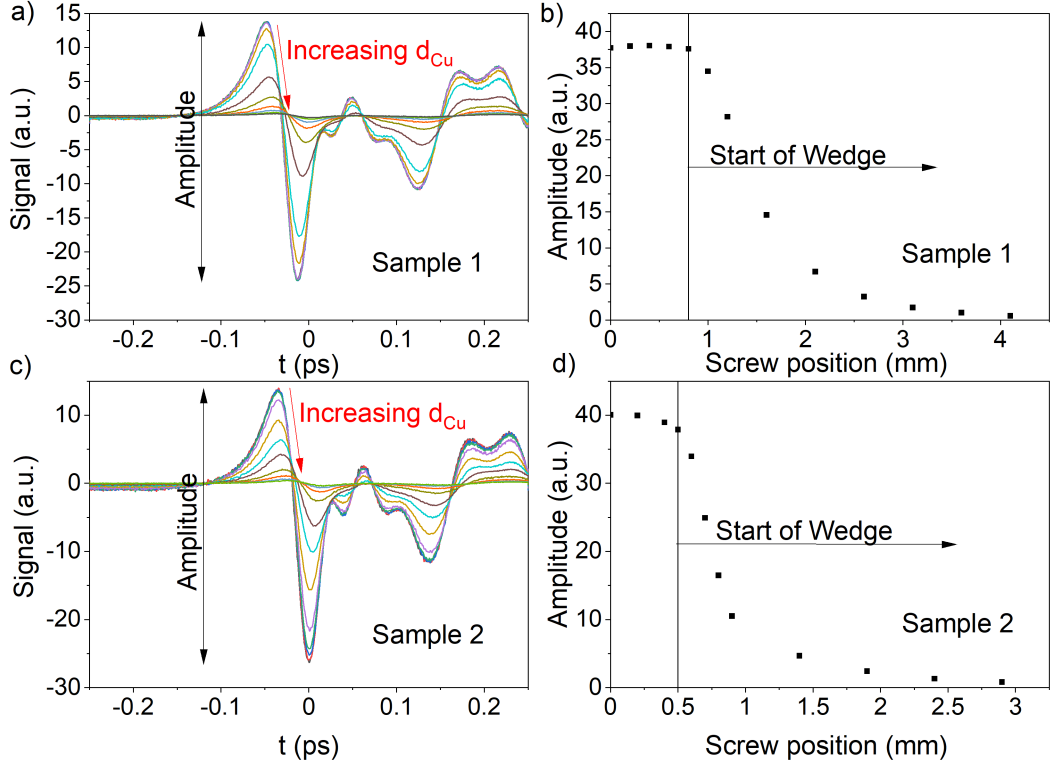 a)
15
10
5
0
-5
-10
-15
-20
-25
-30
Signal (a.u.)
Amplitude
Increasing d_Cu
Sample 1
-0.2
-0.1
0
0.1
0.2
t (ps)
b)
40
35
30
25
20
15
10
5
0
Amplitude (a.u.)
Start of Wedge
Sample 1
0
1
2
3
4
Screw position (mm)
c)
10
0
-10
-20
-30
Signal (a.u.)
Amplitude
Increasing d_Cu
Sample 2
-0.2
-0.1
0
0.1
0.2
t (ps)
d)
40
30
20
10
0
Amplitude (a.u.)
Start of Wedge
Sample 2
0
0.5
1
1.5
2
2.5
3
Screw position (mm)